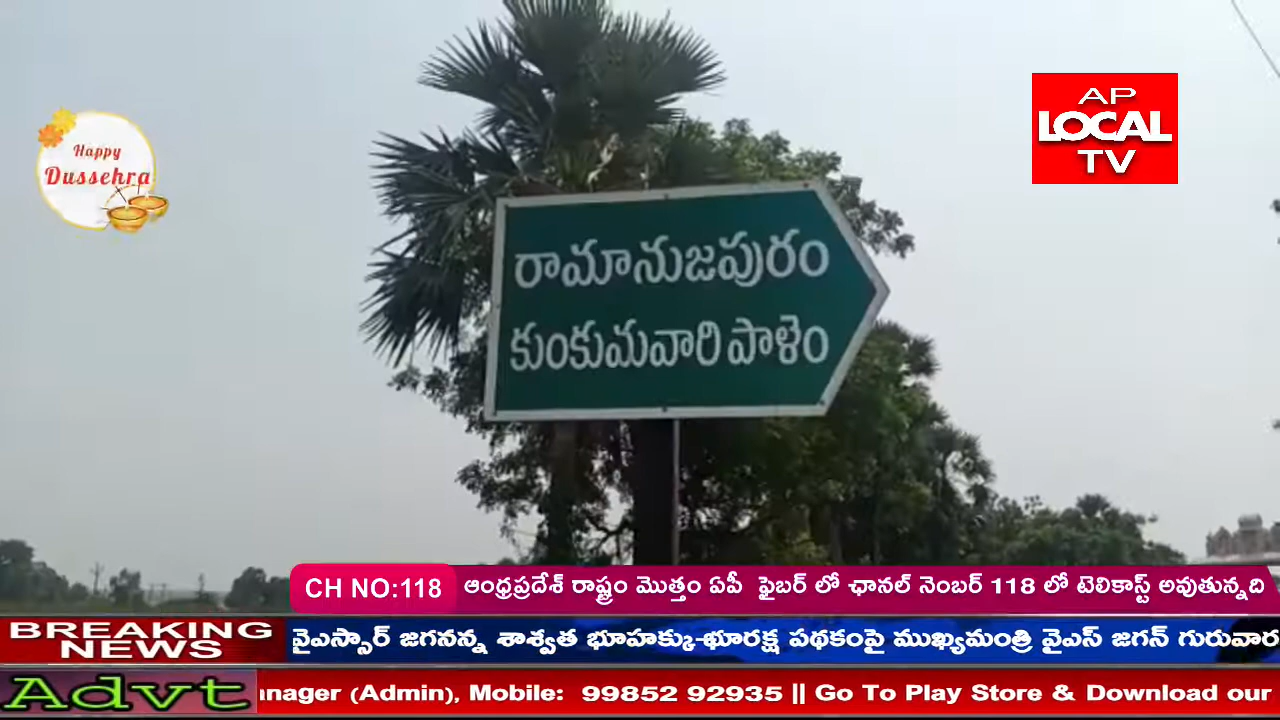 AP
LOCAL
TV
Happy
Dussehra
రామానుజపురం
కుంకుమవారి పాళెం
CH NO:118
ఆంధ్రప్రదేశ్ రాష్ట్రం మొత్తం ఏపీ ఫైబర్ లో ఛానల్ నెంబర్ 118 లో టెలికాస్ట్ అవుతున్నది
BREAKING
NEWS
వైఎస్సార్ జగనన్న శాశ్వత భూహక్కు-భూరక్ష పథకంపై ముఖ్యమంత్రి వైఎస్ జగన్ గురువార
Advt
nager (Admin), Mobile: 99852 92935 || Go To Play Store & Download our